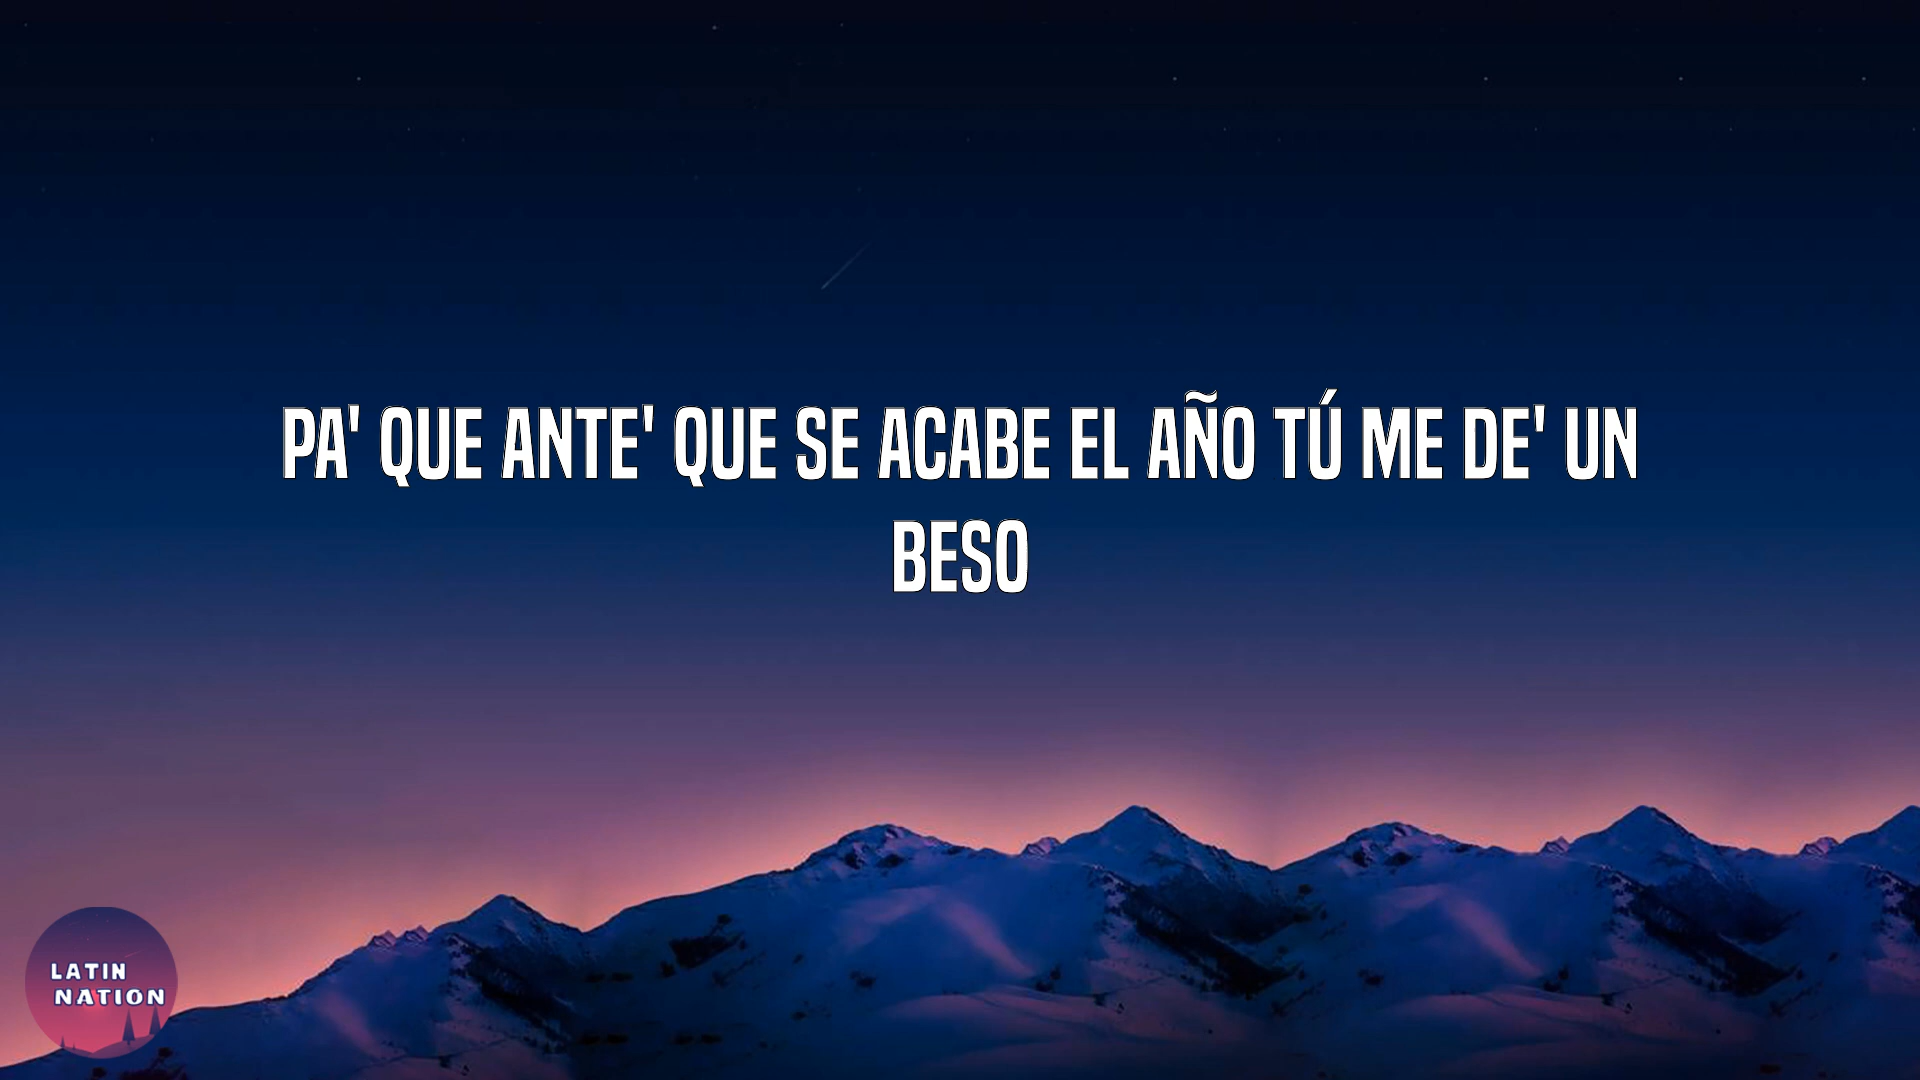 PA' QUE ANTE' QUE SE ACABE EL AÑO TÚ ME DE' UN
BESO
LATIN
NATION